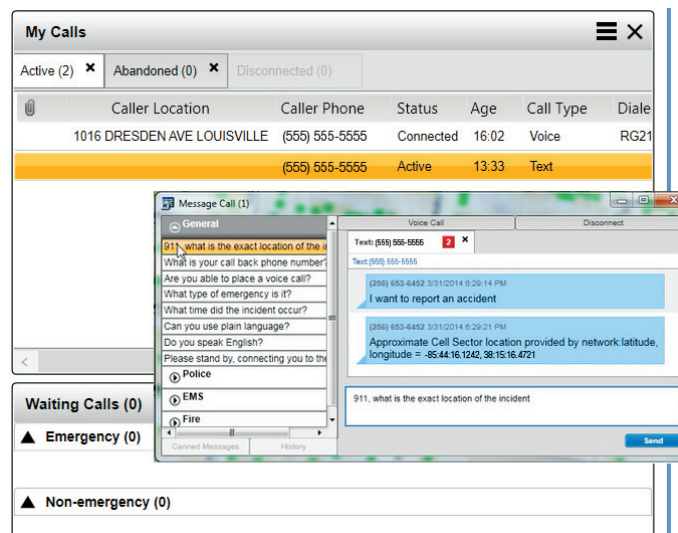 My Calls
Active (2)
Abandoned (0)
Disconnected (0)
Caller Location Caller Phone Status Age Call Type Diale
1016 DRESDEN AVE LOUISVILLE (555) 555-5555 Connected 16:02 Voice RG21
(555) 555-5555 Active 13:33 Text
Message Call (1)
General
911, what is the exact location of the
What is your call back phone number?
Are you able to place a voice call?
What type of emergency is it?
What time did the incident occur?
Can you use plain language?
Do you speak English?
Please stand by, connecting you to the
Police
EMS
Fire
Canned Messages History
Voice Call Disconnect
Text: (555) 555-5555 2
Text:(555) 555-5555
(256) 653-6452 3/31/2014 6:29:14 PM
I want to report an accident
(256) 653-6452 3/31/2014 6:29:21 PM
Approximate Cell Sector location provided by network:latitude,
longitude = -85:44:16.1242, 38:15:16.4721
911, what is the exact location of the incident
Send
Waiting Calls (0)
Emergency (0)
Non-emergency (0)